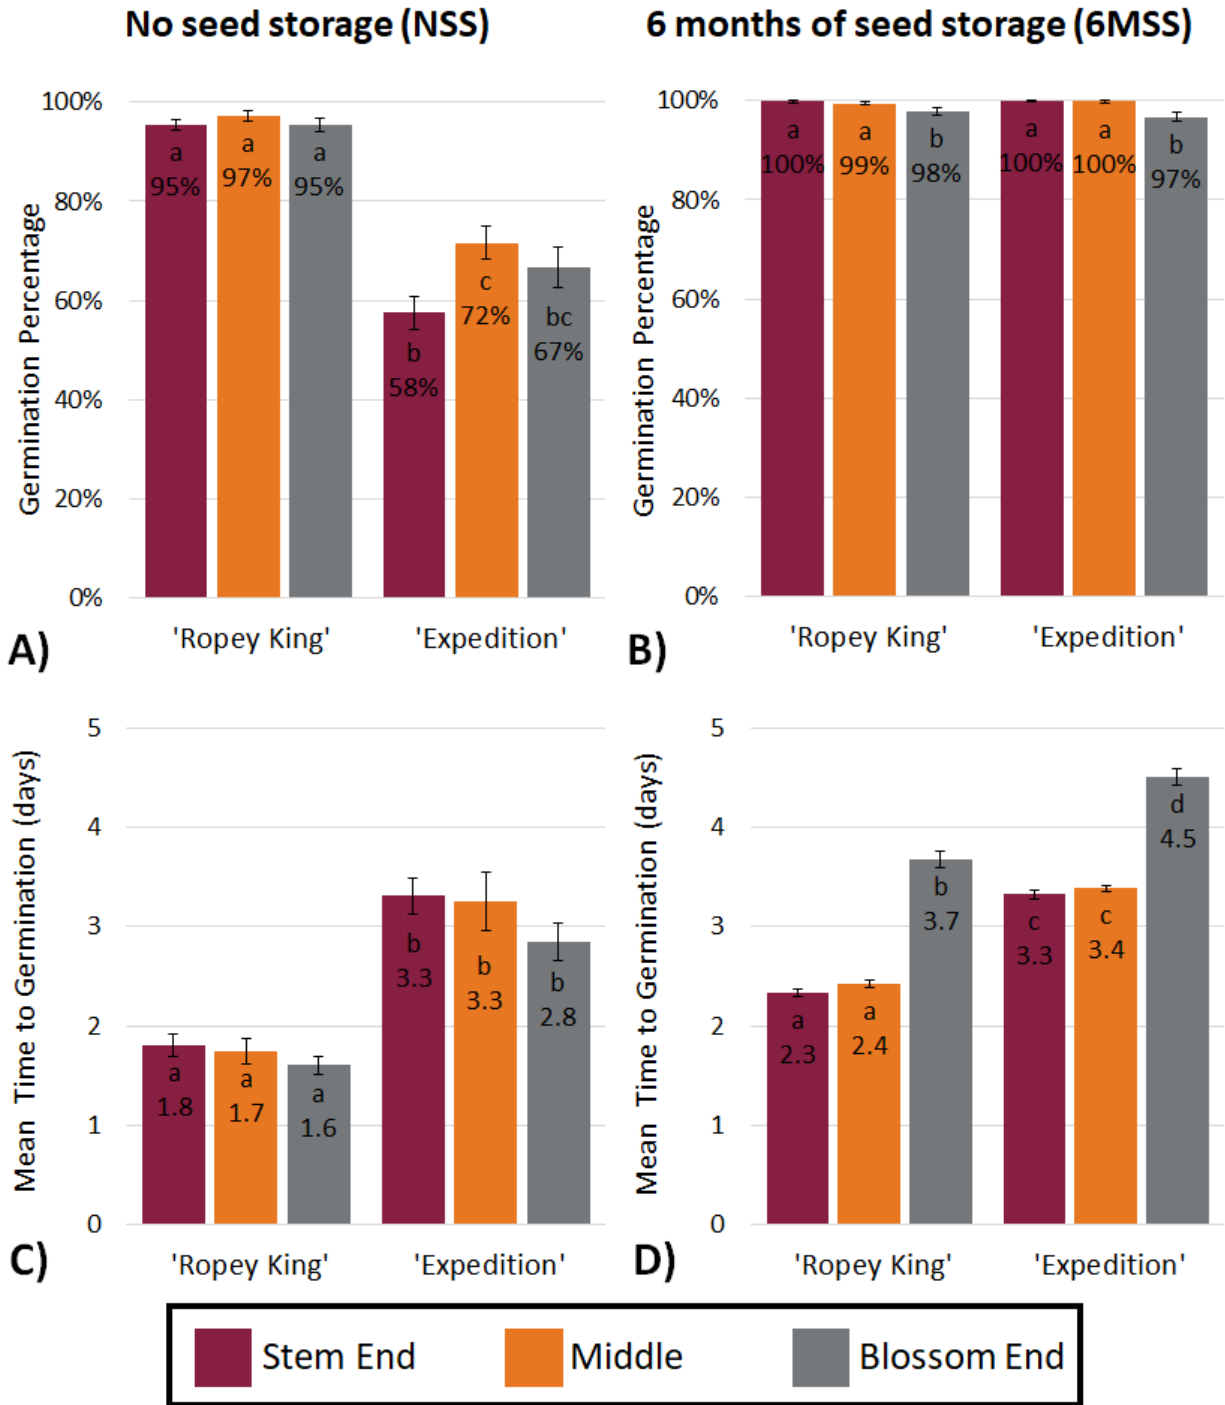 No seed storage (NSS)
6 months of seed storage (6MSS)
Germination Percentage
100%
80%
60%
40%
20%
0%
a
95%
a
97%
a
95%
b
58%
c
72%
bc
67%
'Ropey King'
'Expedition'
A)
Germination Percentage
100%
80%
60%
40%
20%
0%
a
100%
a
99%
b
98%
a
100%
a
100%
b
97%
'Ropey King'
'Expedition'
B)
Mean Time to Germination (days)
5
4
3
2
1
0
a
1.8
a
1.7
a
1.6
b
3.3
b
3.3
b
2.8
'Ropey King'
'Expedition'
C)
Mean Time to Germination (days)
5
4
3
2
1
0
a
2.3
a
2.4
b
3.7
c
3.3
c
3.4
d
4.5
'Ropey King'
'Expedition'
D)
Stem End
Middle
Blossom End